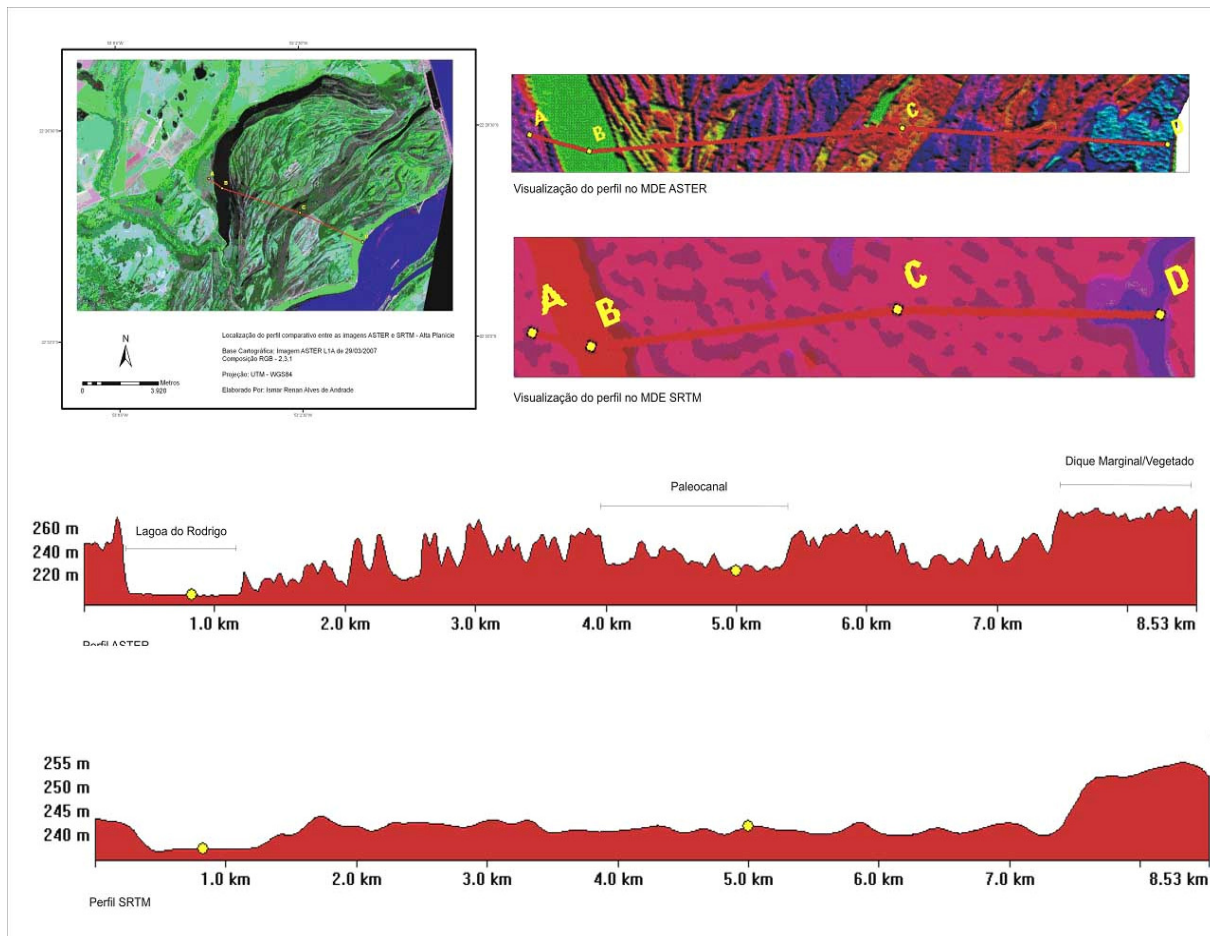 A
B
C
D
N
Metros
0
3.920
Localização do perfil comparativo entre as imagens ASTER e SRTM - Alta Planície
Base Cartográfica: Imagem ASTER L1A de 29/03/2007
Composição RGB - 2,3,1
Projeção: UTM - WGS84
Elaborado Por: Ismar Renan Alves de Andrade
A
B
C
D
Visualização do perfil no MDE ASTER
A
B
C
D
Visualização do perfil no MDE SRTM
Dique Marginal/Vegetado
Paleocanal
Lagoa do Rodrigo
260 m
240 m
220 m
1.0 km 2.0 km 3.0 km 4.0 km 5.0 km 6.0 km 7.0 km 8.53 km
Perfil ASTER
255 m
250 m
245 m
240 m
1.0 km 2.0 km 3.0 km 4.0 km 5.0 km 6.0 km 7.0 km 8.53 km
Perfil SRTM